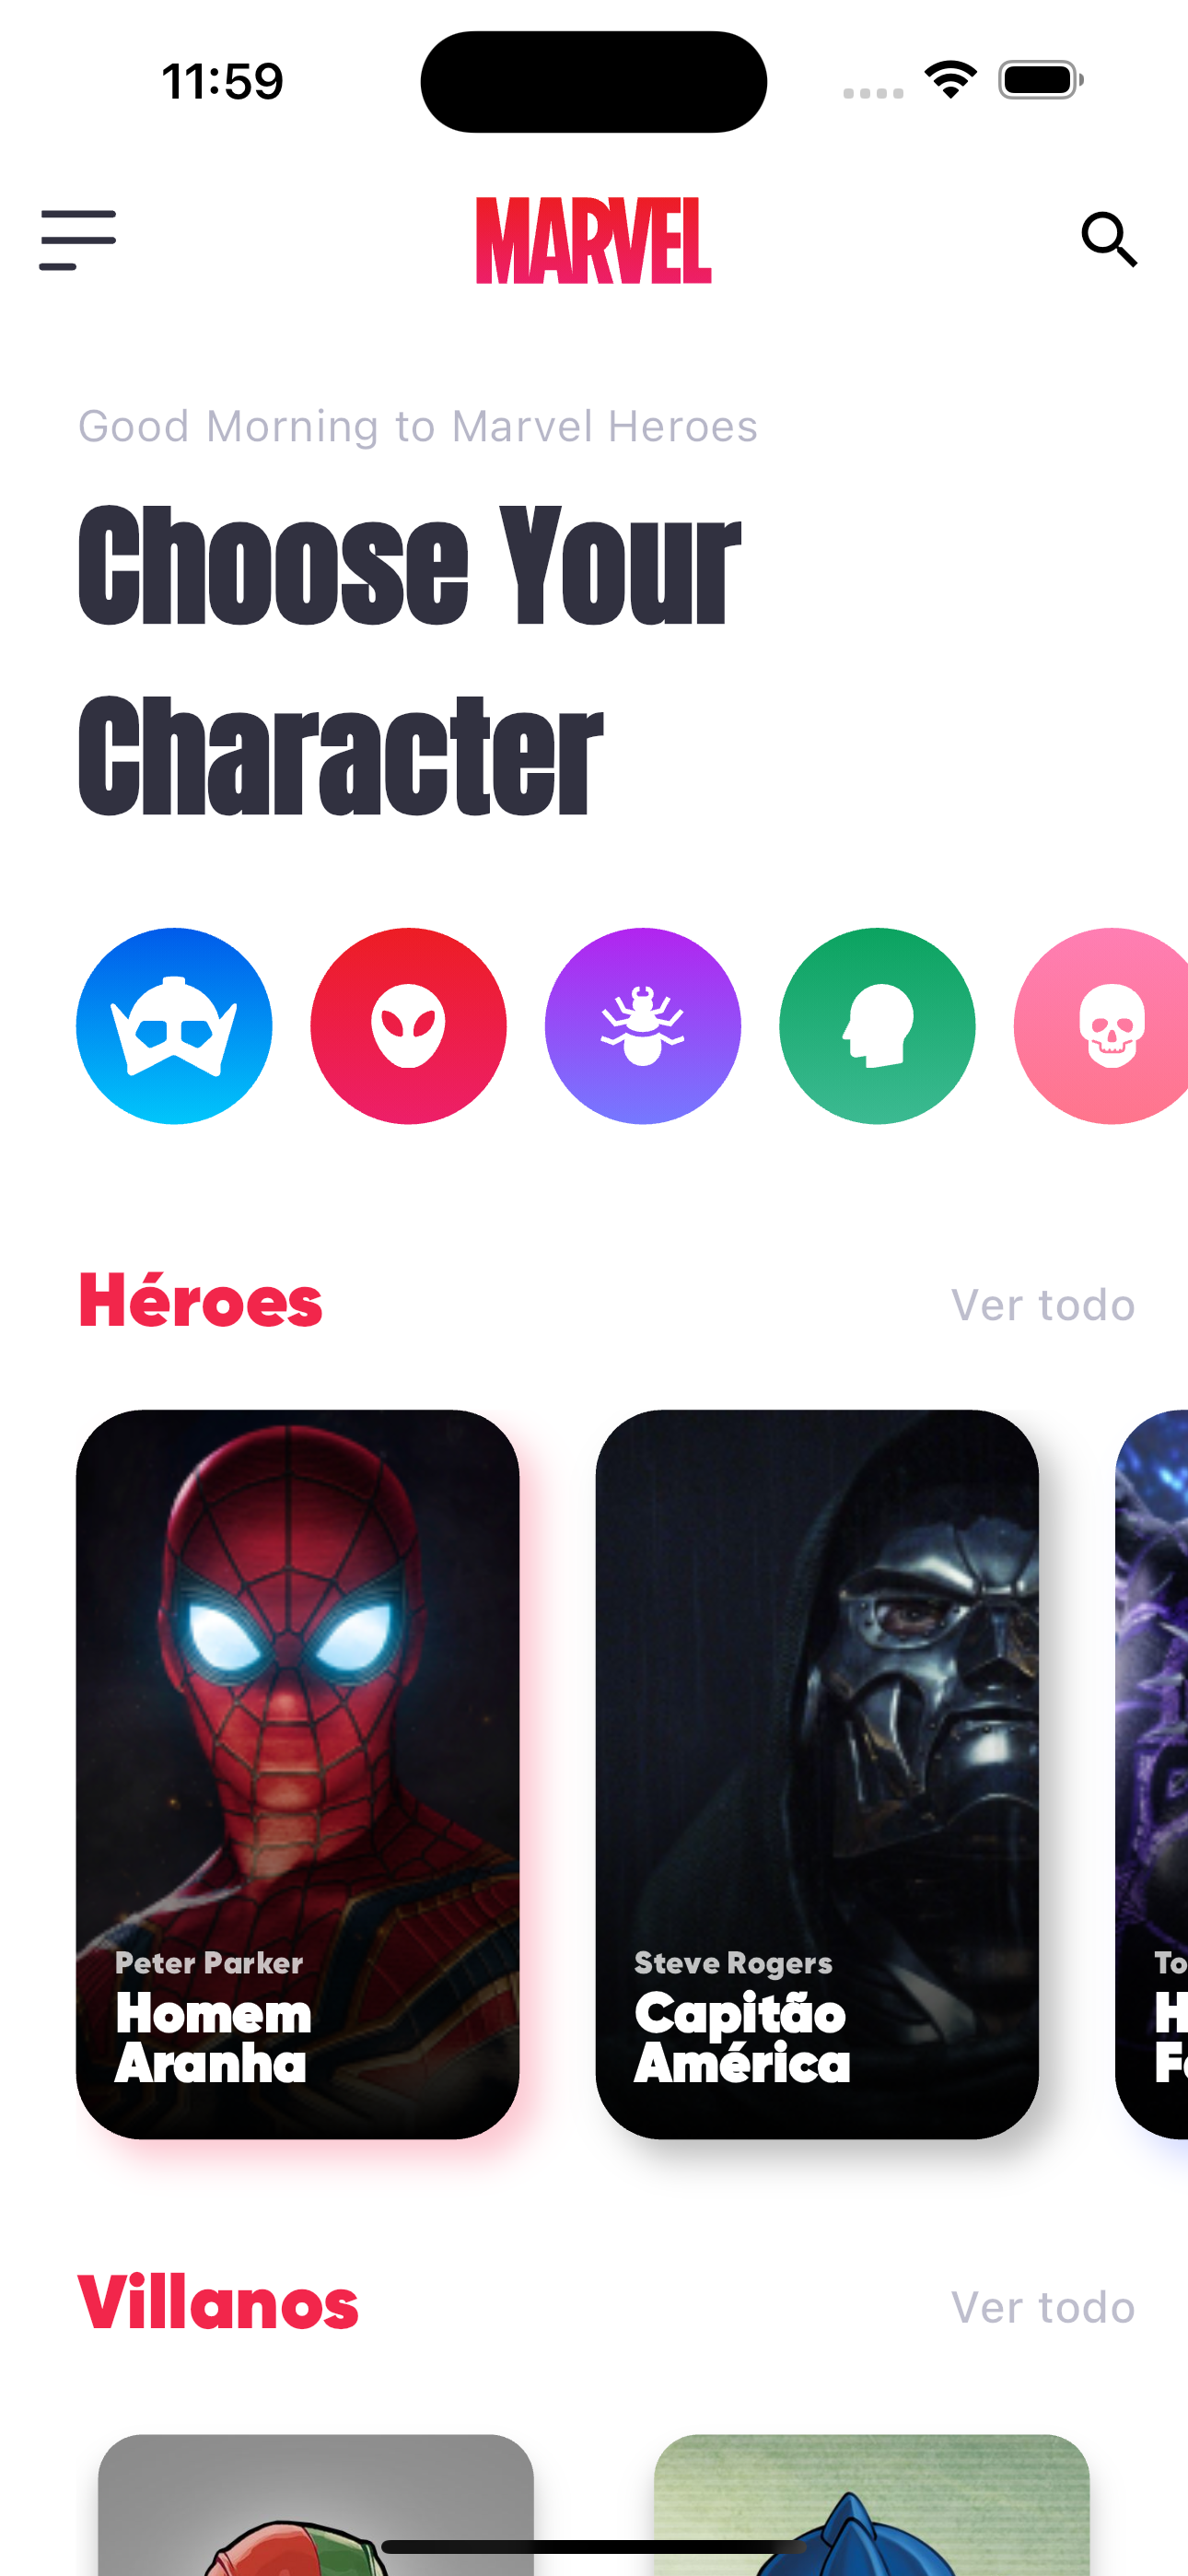 11:59
MARVEL
Good Morning to Marvel Heroes
Choose Your
Character
Héroes
Ver todo
Peter Parker
Homem
Aranha
Steve Rogers
Capitão
América
Villanos
Ver todo